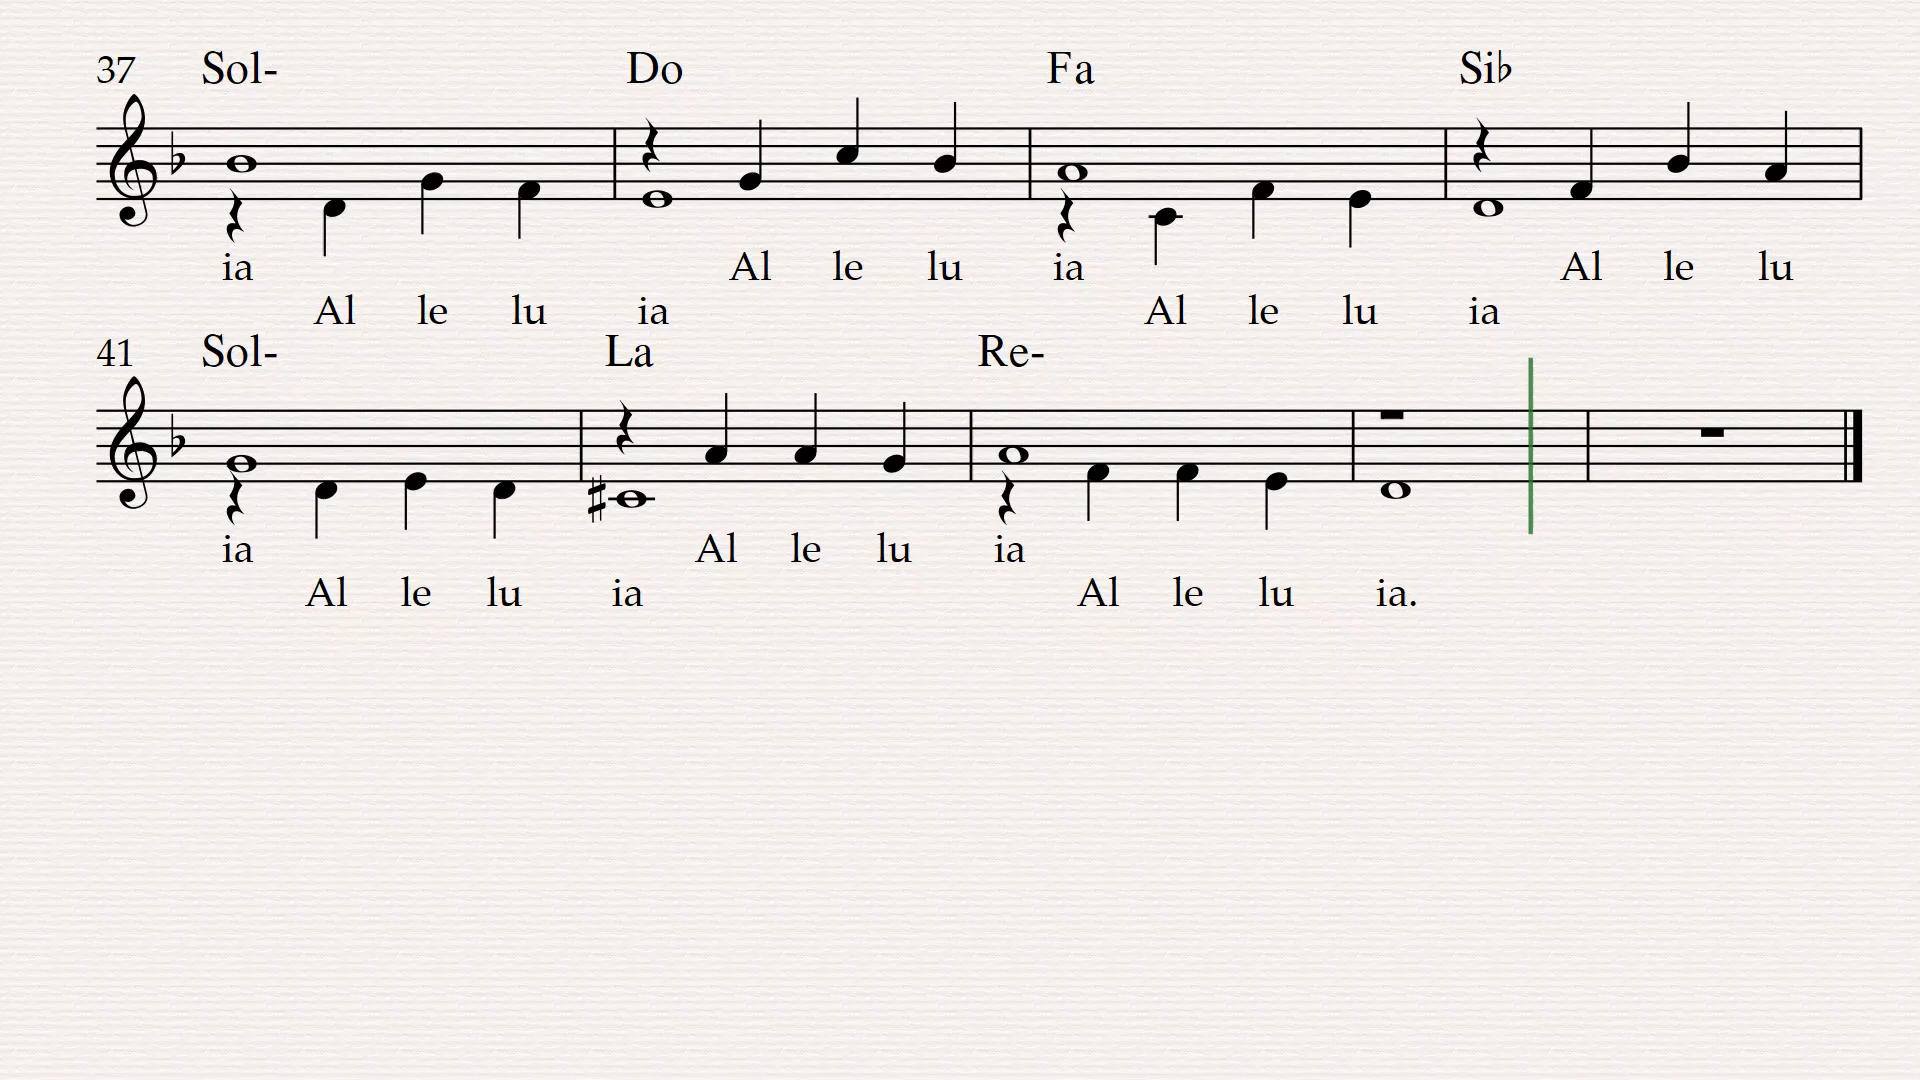 37 Sol- Do Fa Si♭
ia Al le lu ia Al le lu
Al le lu ia Al le lu ia
41 Sol- La Re-
ia Al le lu ia
Al le lu ia Al le lu ia.